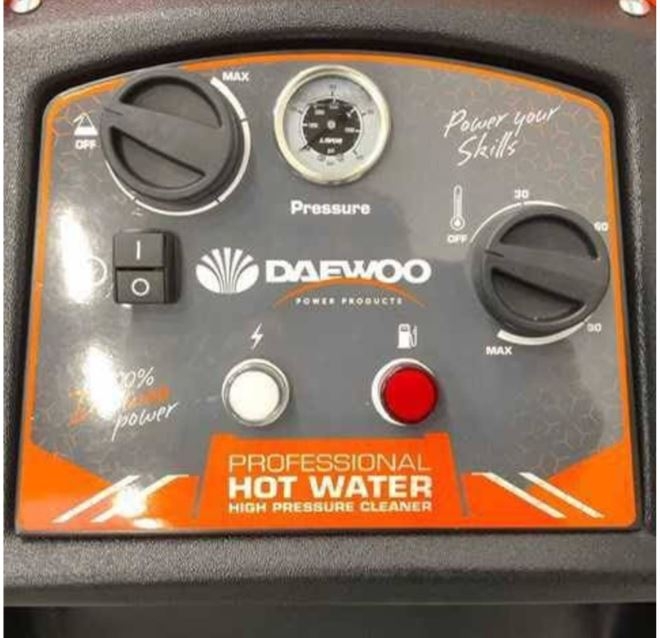 MAX
OFF
Pressure
Power your
Skills
30
OFF
60
MAX
I
O
DAEWOO
POWER PRODUCTS
power
PROFESSIONAL
HOT WATER
HIGH PRESSURE CLEANER